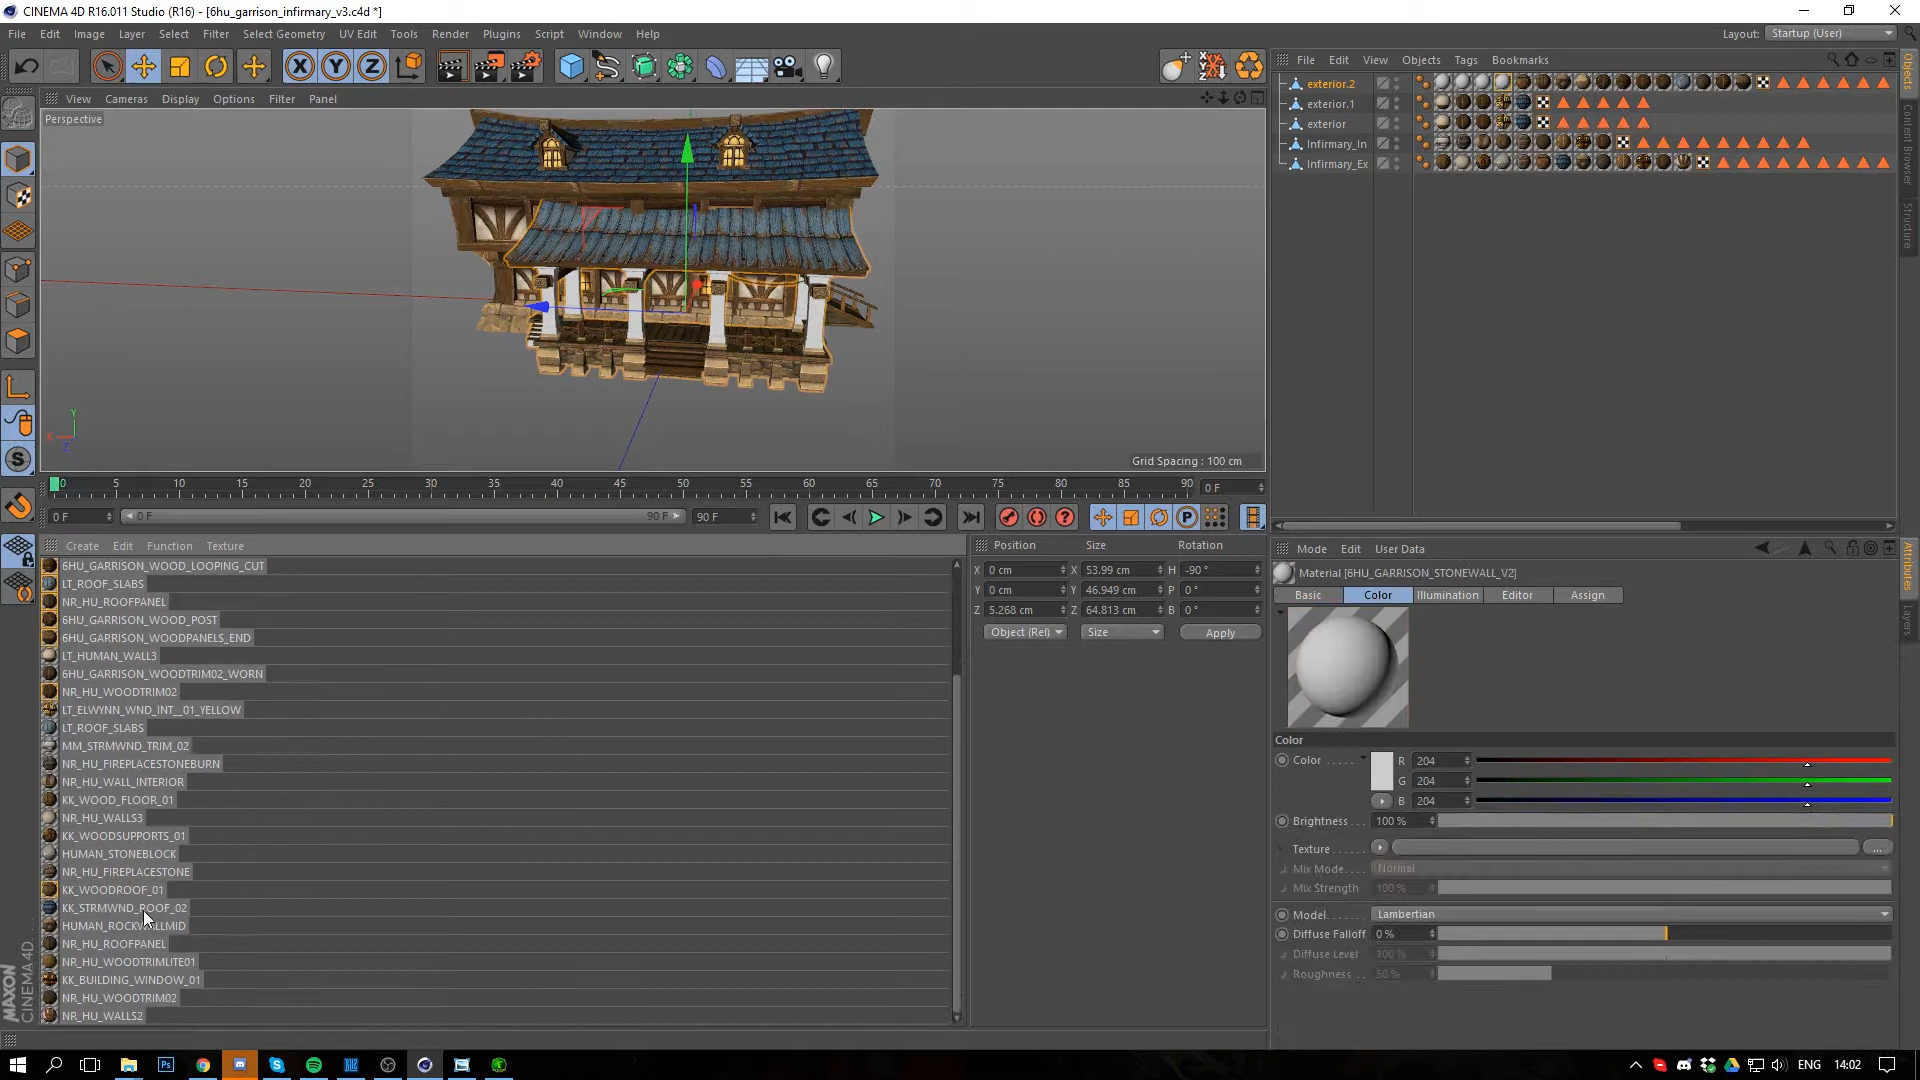 CINEMA 4D R16.011 Studio (R16) - [6hu_garrison_infirmary_v3.c4d *]
File Edit Image Layer Select Filter Select Geometry UV Edit Tools Render Plugins Script Window Help
Layout: Startup (User)
View Cameras Display Options Filter Panel
Perspective
Grid Spacing : 100 cm
X Y Z
File Edit View Objects Tags Bookmarks
exterior.2
exterior.1
exterior
Infirmary_In
Infirmary_Ex
Objects
Content Browser
Structure
0 5 10 15 20 25 30 35 40 45 50 55 60 65 70 75 80 85 90
0 F
0 F 0 F 90 F 90 F
Create Edit Function Texture
6HU_GARRISON_WOOD_LOOPING_CUT
LT_ROOF_SLABS
NR_HU_ROOFPANEL
6HU_GARRISON_WOOD_POST
6HU_GARRISON_WOODPANELS_END
LT_HUMAN_WALL3
6HU_GARRISON_WOODTRIM02_WORN
NR_HU_WOODTRIM02
LT_ELWYNN_WND_INT__01_YELLOW
LT_ROOF_SLABS
MM_STRMWND_TRIM_02
NR_HU_FIREPLACESTONEBURN
NR_HU_WALL_INTERIOR
KK_WOOD_FLOOR_01
NR_HU_WALLS3
KK_WOODSUPPORTS_01
HUMAN_STONEBLOCK
NR_HU_FIREPLACESTONE
KK_WOODROOF_01
KK_STRMWND_ROOF_02
HUMAN_ROCKWALLMID
NR_HU_ROOFPANEL
NR_HU_WOODTRIMLITE01
KK_BUILDING_WINDOW_01
NR_HU_WOODTRIM02
NR_HU_WALLS2
MAXON
CINEMA 4D
Position Size Rotation
X 0 cm X 53.99 cm H -90 °
Y 0 cm Y 46.949 cm P 0 °
Z 5.268 cm Z 64.813 cm B 0 °
Object (Rel) Size Apply
Mode Edit User Data
Material [6HU_GARRISON_STONEWALL_V2]
Basic Color Illumination Editor Assign
Color
Color R 204
G 204
B 204
Brightness 100 %
Texture ...
Mix Mode Normal
Mix Strength 100 %
Model Lambertian
Diffuse Falloff 0 %
Diffuse Level 100 %
Roughness 50 %
Attributes
Layers
ENG 14:02